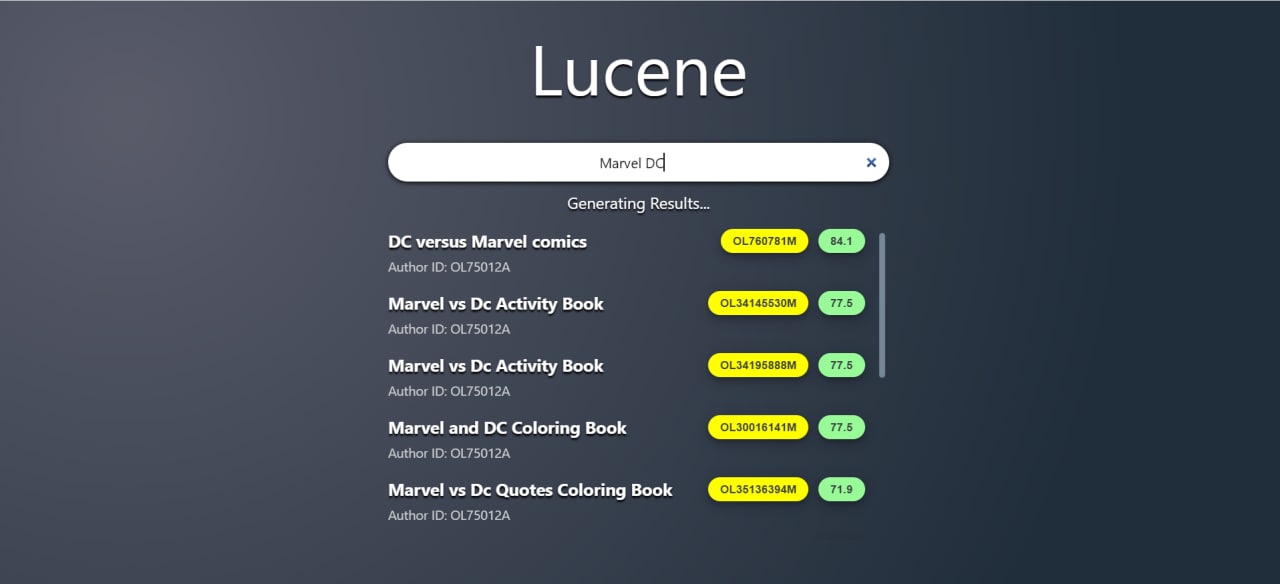 Lucene
Marvel DC
Generating Results...
DC versus Marvel comics OL760781M 84.1
Author ID: OL75012A
Marvel vs Dc Activity Book OL34145530M 77.5
Author ID: OL75012A
Marvel vs Dc Activity Book OL34195888M 77.5
Author ID: OL75012A
Marvel and DC Coloring Book OL30016141M 77.5
Author ID: OL75012A
Marvel vs Dc Quotes Coloring Book OL35136394M 71.9
Author ID: OL75012A